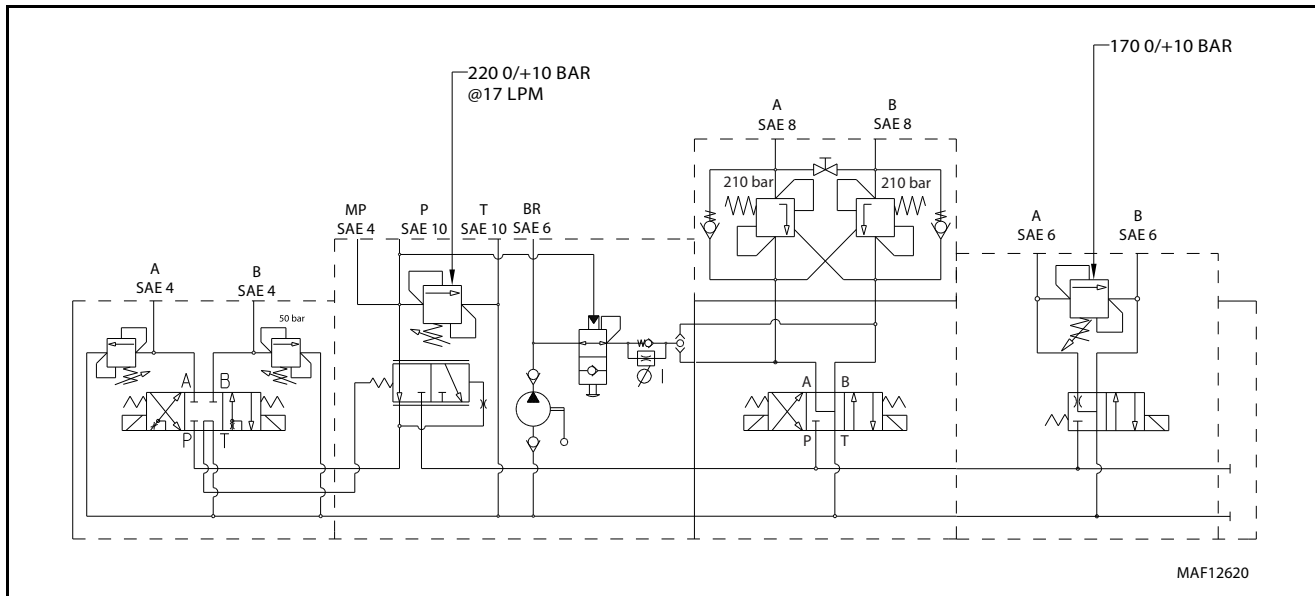 220 0/+10 BAR
@17 LPM
170 0/+10 BAR
A
SAE 8
B
SAE 8
210 bar
210 bar
MP
SAE 4
P
SAE 10
T
SAE 10
BR
SAE 6
A
SAE 6
B
SAE 6
A
SAE 4
B
SAE 4
50 bar
A
B
P
T
A
B
P
T
MAF12620